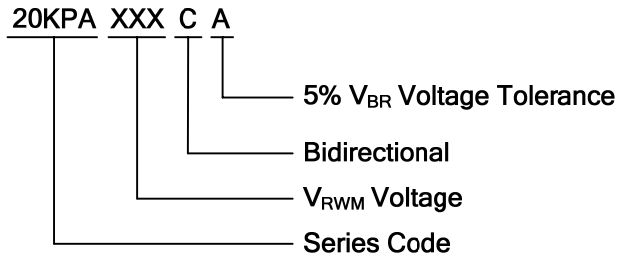 20KPA XXX C A
5% VBR Voltage Tolerance
Bidirectional
VRWM Voltage
Series Code